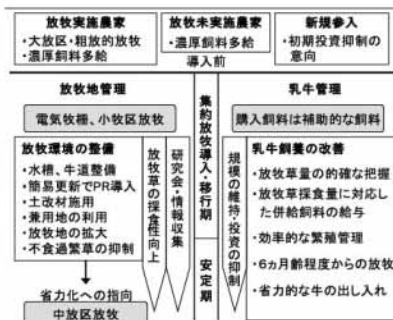 放牧実施農家
・大放区・粗放的放牧
・濃厚飼料多給
放牧未実施農家
・濃厚飼料多給
新規参入
・初期投資抑制の
意向
導入前
放牧地管理
電気牧柵、小牧区放牧
放牧環境の整備
・水槽、牛道整備
・簡易更新でPR導入
・土改材施用
・兼用地の利用
・放牧地の拡大
・不食過繁草の抑制
省力化への指向
中放区放牧
放牧草の採食性向上
研究会・情報収集
集約放牧導入・移行期
安定期
乳牛管理
購入飼料は補助的な飼料
規模の維持・投資の抑制
乳牛飼養の改善
・放牧草量の的確な把握
・放牧草採食量に対応し
た併給飼料の給与
・効率的な繁殖管理
・6ヵ月齢程度からの放牧
・省力的な牛の出し入れ